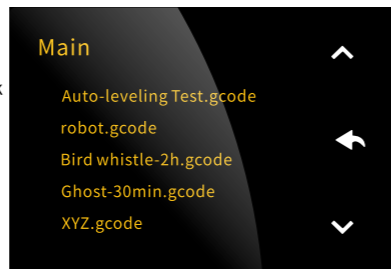 Main
Auto-leveling Test.gcode
robot.gcode
Bird whistle-2h.gcode
Ghost-30min.gcode
XYZ.gcode